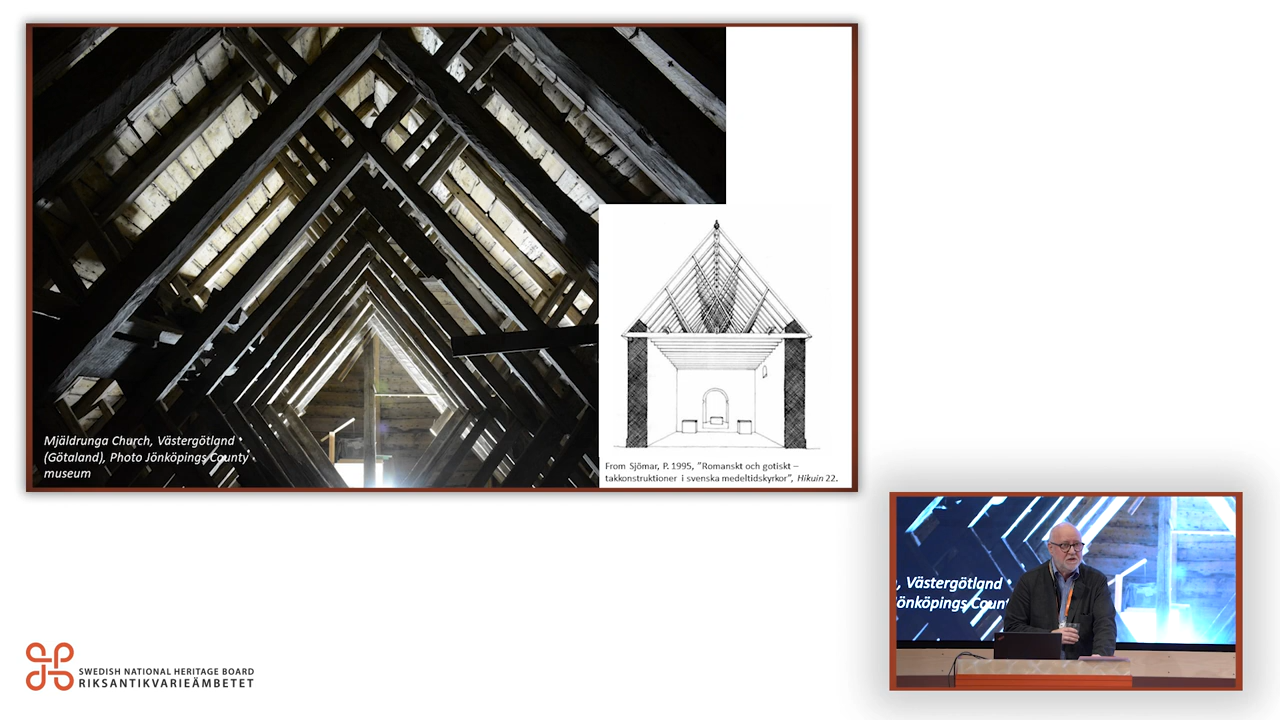 Mjäldrunga Church, Västergötland
(Götaland), Photo Jönköpings County
museum
From Sjömar, P. 1995, ”Romanskt och gotiskt –
takkonstruktioner i svenska medeltidskyrkor”, Hikuin 22.
, Västergötland
önköpings Count
SWEDISH NATIONAL HERITAGE BOARD
RIKSANTIKVARIEÄMBETET